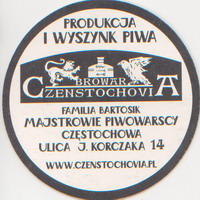 PRODUKCJA
I WYSZYNK PIWA
BROWAR
CZENSTOCHOVIA
FAMILIA BARTOSIK
MAJSTROWIE PIWOWARSCY
CZĘSTOCHOWA
ULICA J. KORCZAKA 14
WWW.CZENSTOCHOVIA.PL